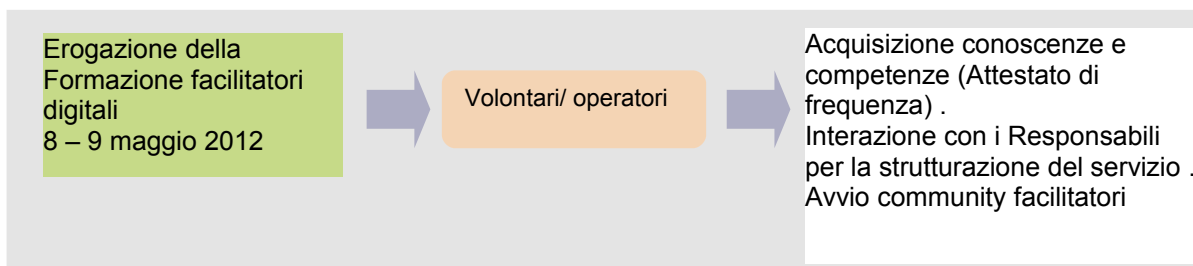 Erogazione della
Formazione facilitatori
digitali
8 – 9 maggio 2012
Volontari/ operatori
Acquisizione conoscenze e
competenze (Attestato di
frequenza) .
Interazione con i Responsabili
per la strutturazione del servizio .
Avvio community facilitatori